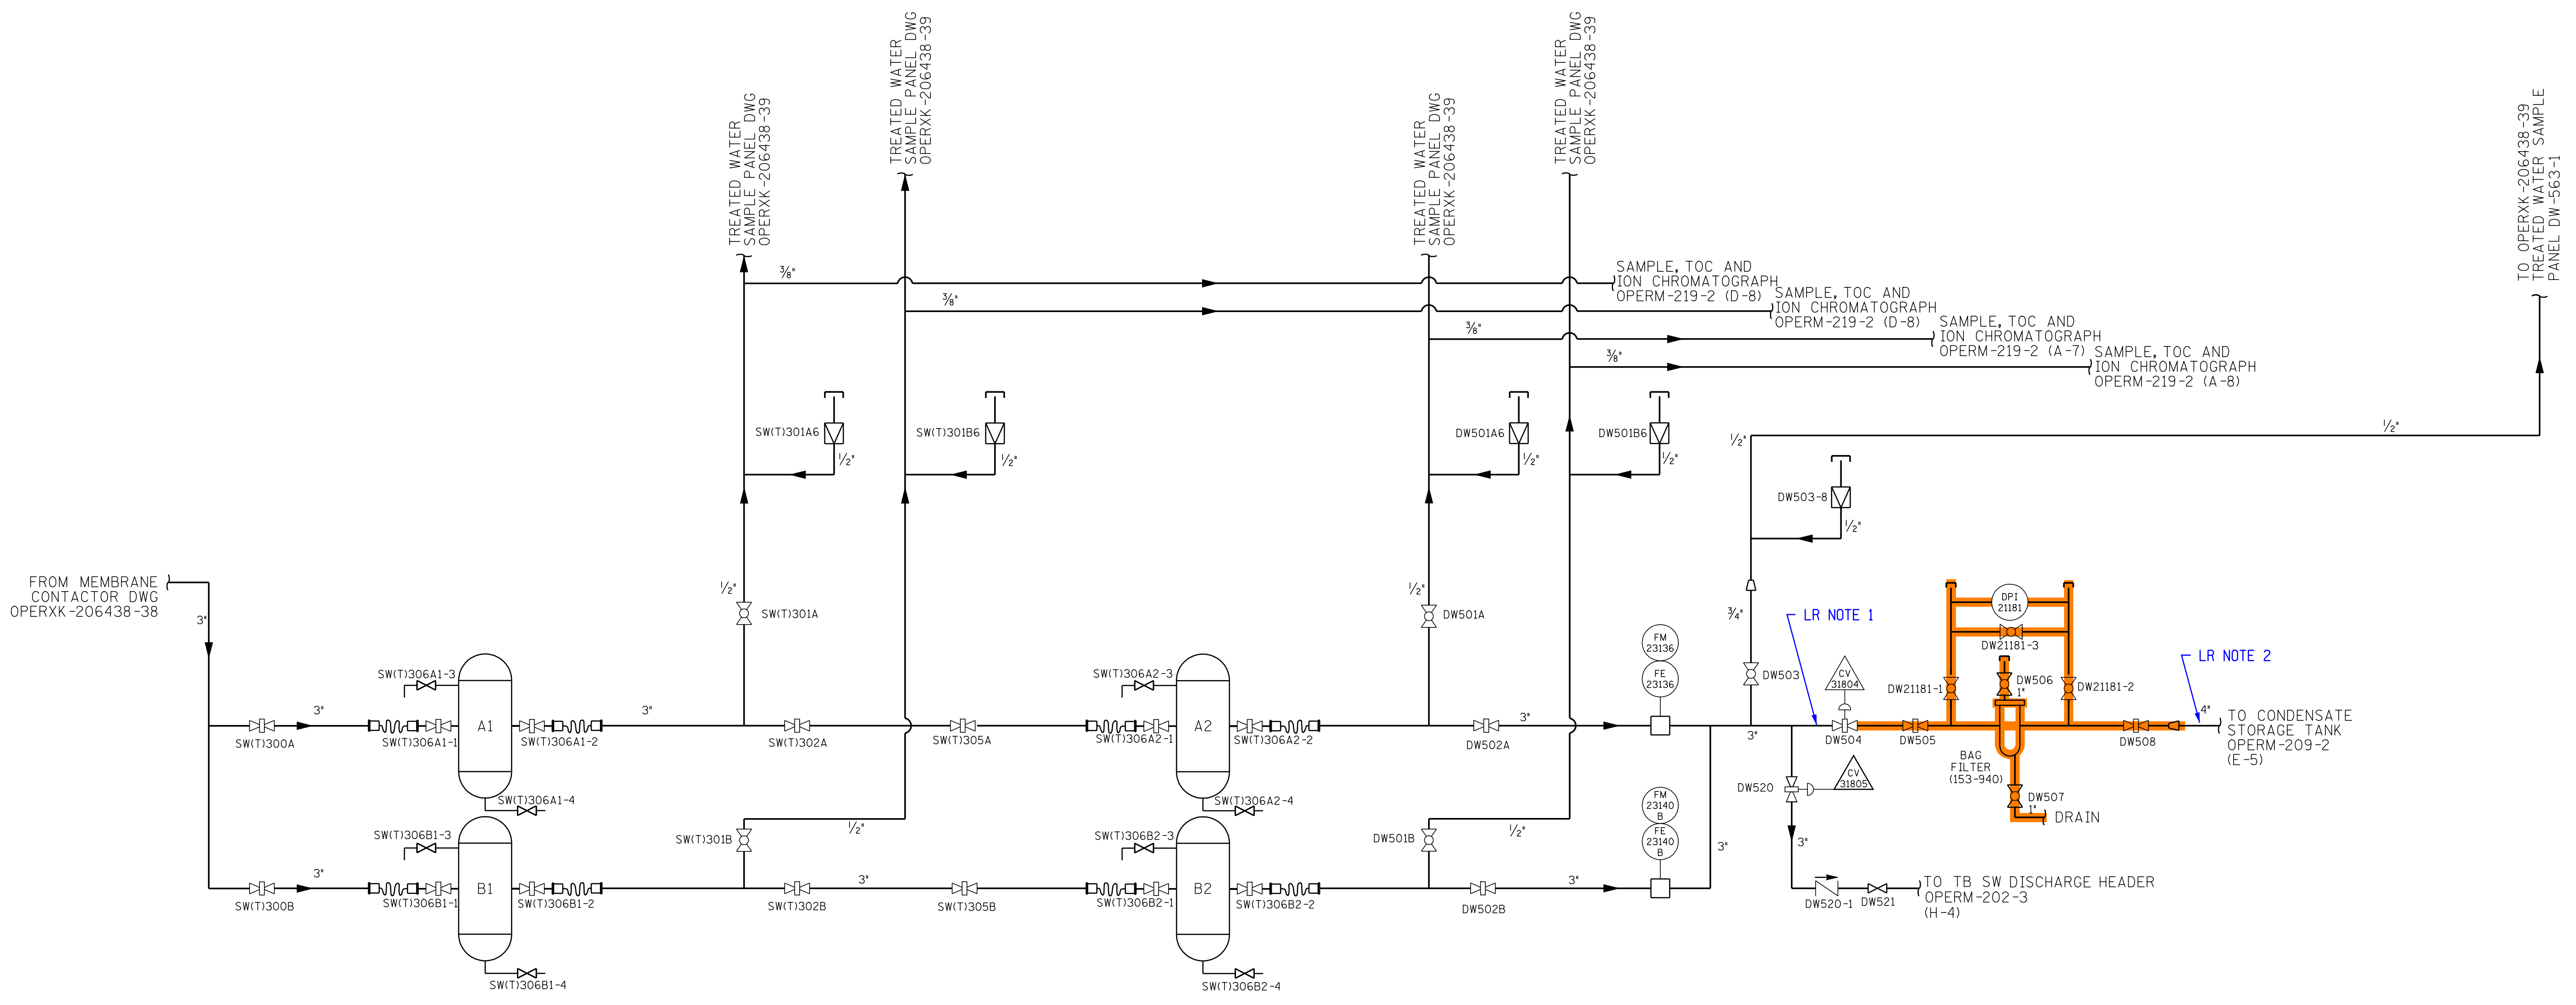 TREATED WATER
SAMPLE PANEL DWG
OPERXK-206438-39
TREATED WATER
SAMPLE PANEL DWG
OPERXK-206438-39
TREATED WATER
SAMPLE PANEL DWG
OPERXK-206438-39
TREATED WATER
SAMPLE PANEL DWG
OPERXK-206438-39
TO OPERXK-206438-39
TREATED WATER SAMPLE
PANEL DW-563-1
3/8"
SAMPLE, TOC AND
ION CHROMATOGRAPH
OPERM-219-2 (D-8)
3/8"
SAMPLE, TOC AND
ION CHROMATOGRAPH
OPERM-219-2 (D-8)
3/8"
SAMPLE, TOC AND
ION CHROMATOGRAPH
OPERM-219-2 (A-7)
3/8"
SAMPLE, TOC AND
ION CHROMATOGRAPH
OPERM-219-2 (A-8)
SW(T)301A6
1/2"
SW(T)301B6
1/2"
DW501A6
1/2"
DW501B6
1/2"
1/2"
1/2"
DW503-8
1/2"
FROM MEMBRANE
CONTACTOR DWG
OPERXK-206438-38
3"
1/2"
SW(T)301A
1/2"
DW501A
3/4"
DW503
FM
23136
FE
23136
LR NOTE 1
CV
31804
DPI
21181
DW21181-3
DW506
1"
DW21181-1
DW21181-2
LR NOTE 2
SW(T)306A1-3
SW(T)306A2-3
3"
SW(T)300A
SW(T)306A1-1
A1
SW(T)306A1-2
3"
SW(T)302A
SW(T)305A
SW(T)306A2-1
A2
SW(T)306A2-2
DW502A
3"
3"
DW504
DW505
BAG
FILTER
(153-940)
DW508
4"
TO CONDENSATE
STORAGE TANK
OPERM-209-2
(E-5)
DW507
1"
DRAIN
SW(T)306A1-4
SW(T)306A2-4
DW520
CV
31805
3"
FM
23140
B
FE
23140
B
3"
SW(T)306B1-3
SW(T)301B
1/2"
SW(T)306B2-3
DW501B
1/2"
3"
SW(T)300B
SW(T)306B1-1
B1
SW(T)306B1-2
SW(T)302B
3"
SW(T)305B
SW(T)306B2-1
B2
SW(T)306B2-2
DW502B
3"
DW520-1
DW521
TO TB SW DISCHARGE HEADER
OPERM-202-3
(H-4)
SW(T)306B1-4
SW(T)306B2-4